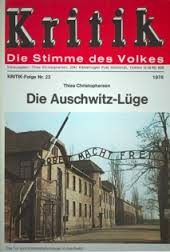 Kritik
Die Stimme des Volkes
KRITIK-Folge Nr. 23
1978
Thies Christophersen
Die Auschwitz-Lüge
ARBEIT MACHT FREI